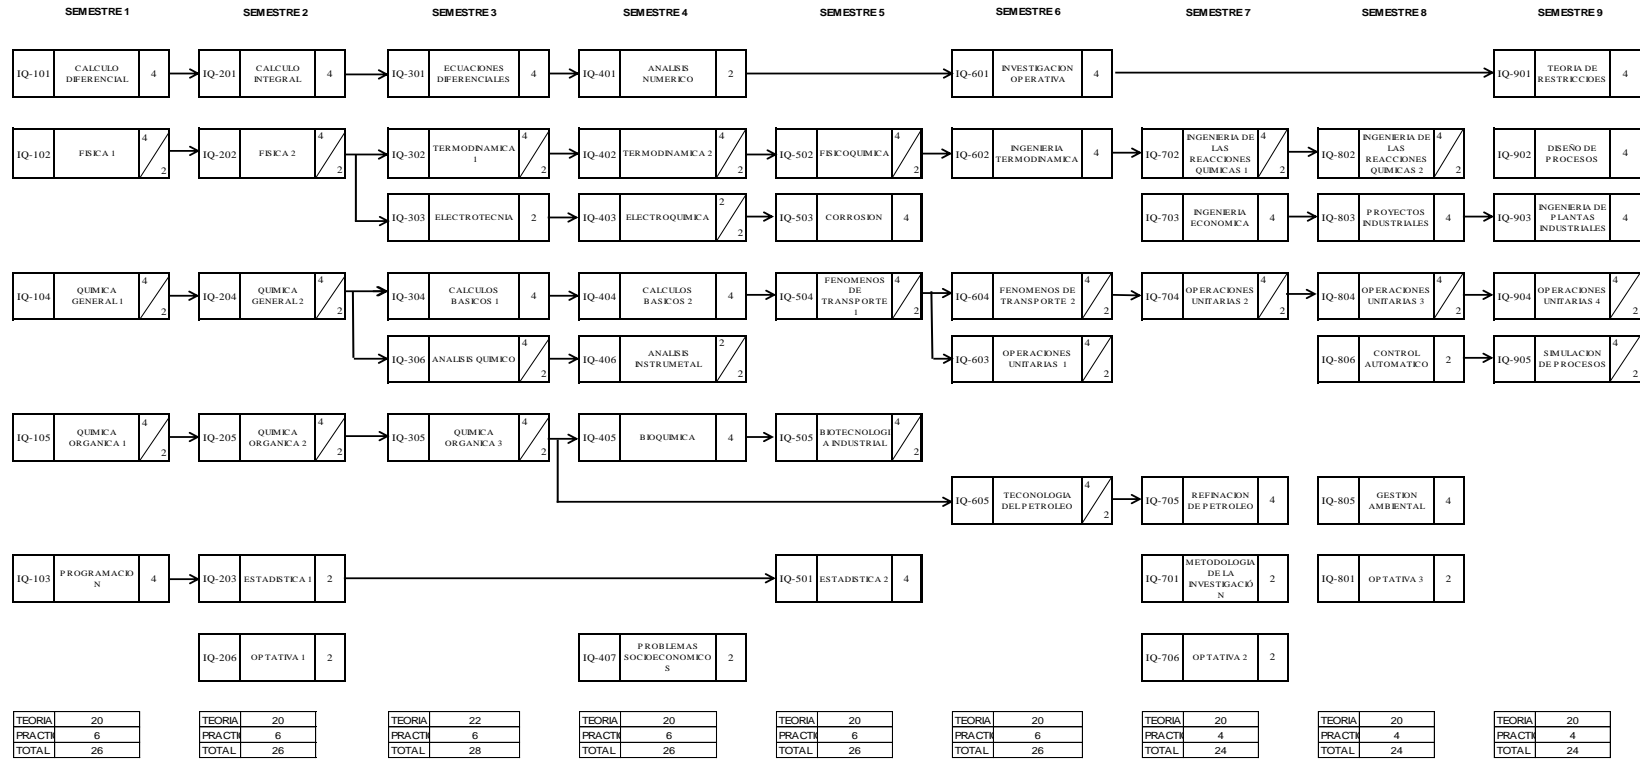 SEMESTRE 1 SEMESTRE 2 SEMESTRE 3 SEMESTRE 4 SEMESTRE 5 SEMESTRE 6 SEMESTRE 7 SEMESTRE 8 SEMESTRE 9
IQ-101 CALCULO DIFERENCIAL 4
IQ-201 CALCULO INTEGRAL 4
IQ-301 ECUACIONES DIFERENCIALES 4
IQ-401 ANALISIS NUMERICO 2
IQ-601 INVESTIGACION OPERATIVA 4
IQ-901 TEORIA DE RESTRICCIOES 4
IQ-102 FISICA 1 4 2
IQ-202 FISICA 2 4 2
IQ-302 TERMODINAMICA 1 4 2
IQ-402 TERMODINAMICA 2 4 2
IQ-502 FISICOQUIMICA 4 2
IQ-602 INGENIERIA TERMODINAMICA 4
IQ-702 INGENIERIA DE LAS REACCIONES QUIMICAS 1 4 2
IQ-802 INGENIERIA DE LAS REACCIONES QUIMICAS 2 4 2
IQ-902 DISEÑO DE PROCESOS 4
IQ-303 ELECTROTECNIA 2
IQ-403 ELECTROQUIMICA 2 2
IQ-503 CORROSION 4
IQ-703 INGENIERIA ECONOMICA 4
IQ-803 PROYECTOS INDUSTRIALES 4
IQ-903 INGENIERIA DE PLANTAS INDUSTRIALES 4
IQ-104 QUIMICA GENERAL 1 4 2
IQ-204 QUIMICA GENERAL 2 4 2
IQ-304 CALCULOS BASICOS 1 4
IQ-404 CALCULOS BASICOS 2 4
IQ-504 FENOMENOS DE TRANSPORTE 1 4 2
IQ-604 FENOMENOS DE TRANSPORTE 2 4 2
IQ-704 OPERACIONES UNITARIAS 2 4 2
IQ-804 OPERACIONES UNITARIAS 3 4 2
IQ-904 OPERACIONES UNITARIAS 4 4 2
IQ-306 ANALISIS QUIMICO 4 2
IQ-406 ANALISIS INSTRUMETAL 2 2
IQ-603 OPERACIONES UNITARIAS 1 4 2
IQ-806 CONTROL AUTOMATICO 2
IQ-905 SIMULACION DE PROCESOS 4 2
IQ-105 QUIMICA ORGANICA 1 4 2
IQ-205 QUIMICA ORGANICA 2 4 2
IQ-305 QUIMICA ORGANICA 3 4 2
IQ-405 BIOQUIMICA 4
IQ-505 BIOTECNOLOGI A INDUSTRIAL 4 2
IQ-605 TECONOLOGIA DEL PETROLEO 4 2
IQ-705 REFINACION DE PETROLEO 4
IQ-805 GESTION AMBIENTAL 4
IQ-103 PROGRAMACIO N 4
IQ-203 ESTADISTICA 1 2
IQ-501 ESTADISTICA 2 4
IQ-701 METODOLOGIA DE LA INVESTIGACIÓ N 2
IQ-801 OPTATIVA 3 2
IQ-206 OPTATIVA 1 2
IQ-407 PROBLEMAS SOCIOECONOMICO S 2
IQ-706 OPTATIVA 2 2
TEORIA 20 TEORIA 20 TEORIA 22 TEORIA 20 TEORIA 20 TEORIA 20 TEORIA 20 TEORIA 20 TEORIA 20
PRACTI 6 PRACTI 6 PRACTI 6 PRACTI 6 PRACTI 6 PRACTI 6 PRACTI 4 PRACTI 4 PRACTI 4
TOTAL 26 TOTAL 26 TOTAL 28 TOTAL 26 TOTAL 26 TOTAL 26 TOTAL 24 TOTAL 24 TOTAL 24